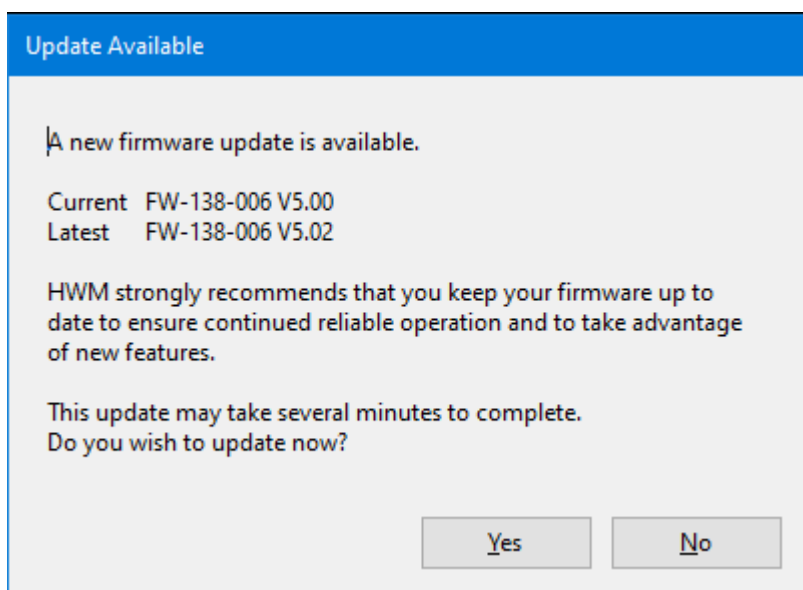 Update Available
A new firmware update is available.
Current FW-138-006 V5.00
Latest FW-138-006 V5.02
HWM strongly recommends that you keep your firmware up to
date to ensure continued reliable operation and to take advantage
of new features.
This update may take several minutes to complete.
Do you wish to update now?
Yes No